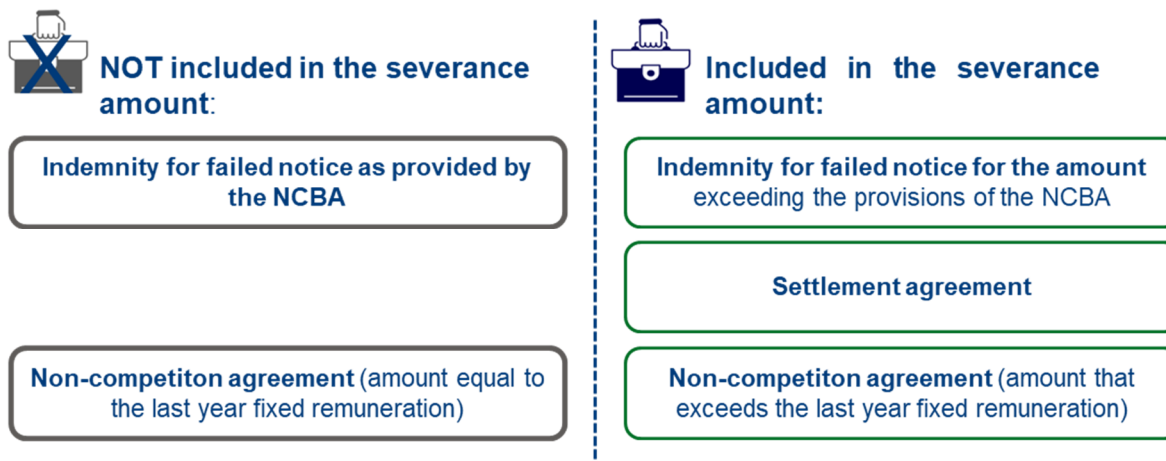 NOT included in the severance
amount:
Indemnity for failed notice as provided by
the NCBA
Non-competiton agreement (amount equal to
the last year fixed remuneration)
Included in the severance
amount:
Indemnity for failed notice for the amount
exceeding the provisions of the NCBA
Settlement agreement
Non-competiton agreement (amount that
exceeds the last year fixed remuneration)